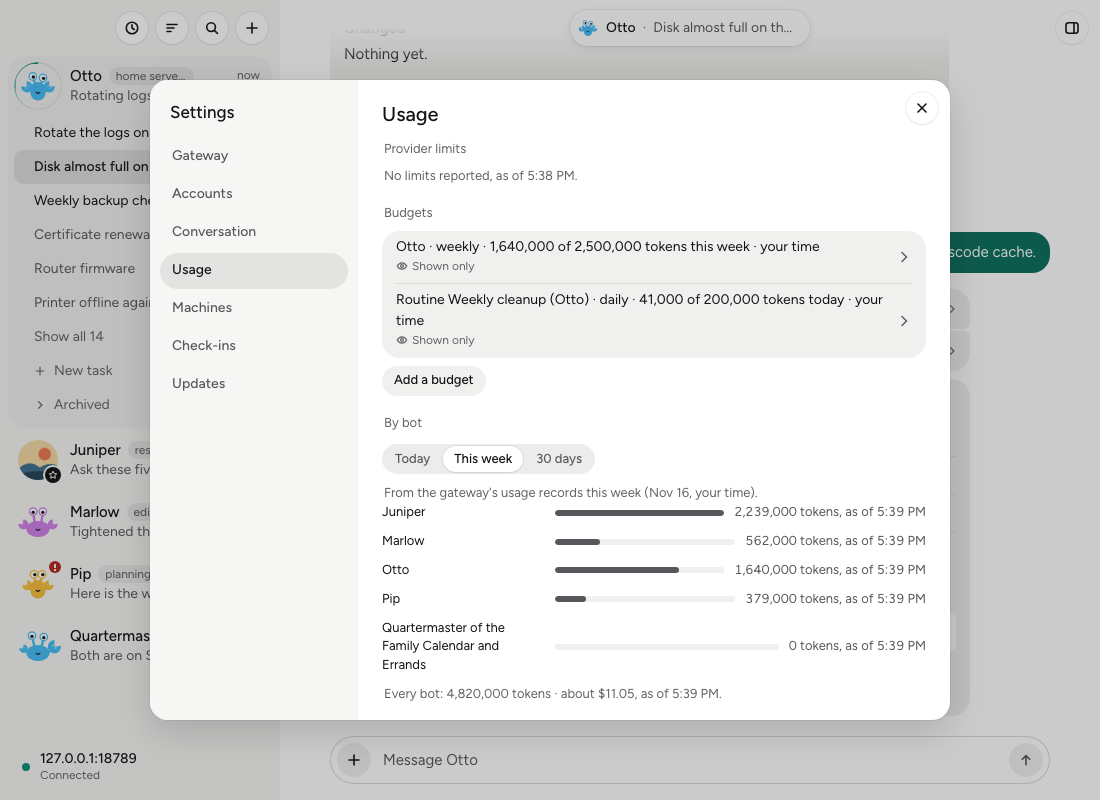 Otto · Disk almost full on th...
Nothing yet.
Otto home serve... now
Rotating logs
Rotate the logs on
Disk almost full on
Weekly backup che
Certificate renewa
Router firmware
Printer offline again
Show all 14
New task
Archived
Juniper res
Ask these fiv
Marlow edi
Tightened th
Pip planning
Here is the w
Quartermas
Both are on S
127.0.0.1:18789
Connected
scode cache.
Message Otto
Settings
Gateway
Accounts
Conversation
Usage
Machines
Check-ins
Updates
Usage
Provider limits
No limits reported, as of 5:38 PM.
Budgets
Otto · weekly · 1,640,000 of 2,500,000 tokens this week · your time
Shown only
Routine Weekly cleanup (Otto) · daily · 41,000 of 200,000 tokens today · your
time
Shown only
Add a budget
By bot
Today This week 30 days
From the gateway's usage records this week (Nov 16, your time).
Juniper 2,239,000 tokens, as of 5:39 PM
Marlow 562,000 tokens, as of 5:39 PM
Otto 1,640,000 tokens, as of 5:39 PM
Pip 379,000 tokens, as of 5:39 PM
Quartermaster of the
Family Calendar and
Errands
0 tokens, as of 5:39 PM
Every bot: 4,820,000 tokens · about $11.05, as of 5:39 PM.